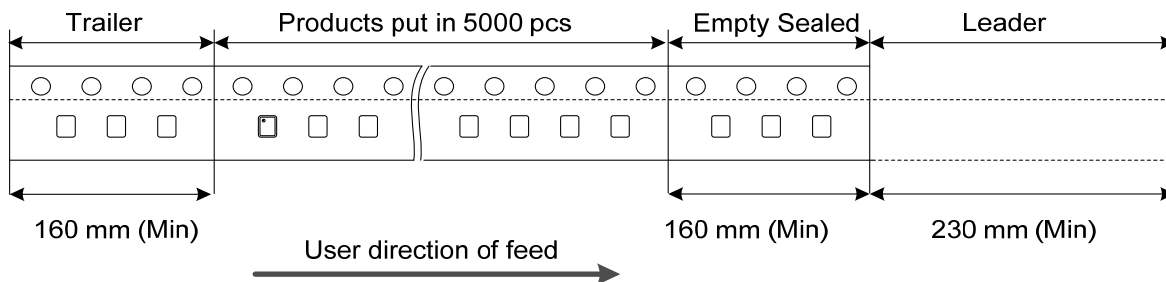 Trailer
Products put in 5000 pcs
Empty Sealed
Leader
160 mm (Min)
160 mm (Min)
230 mm (Min)
User direction of feed